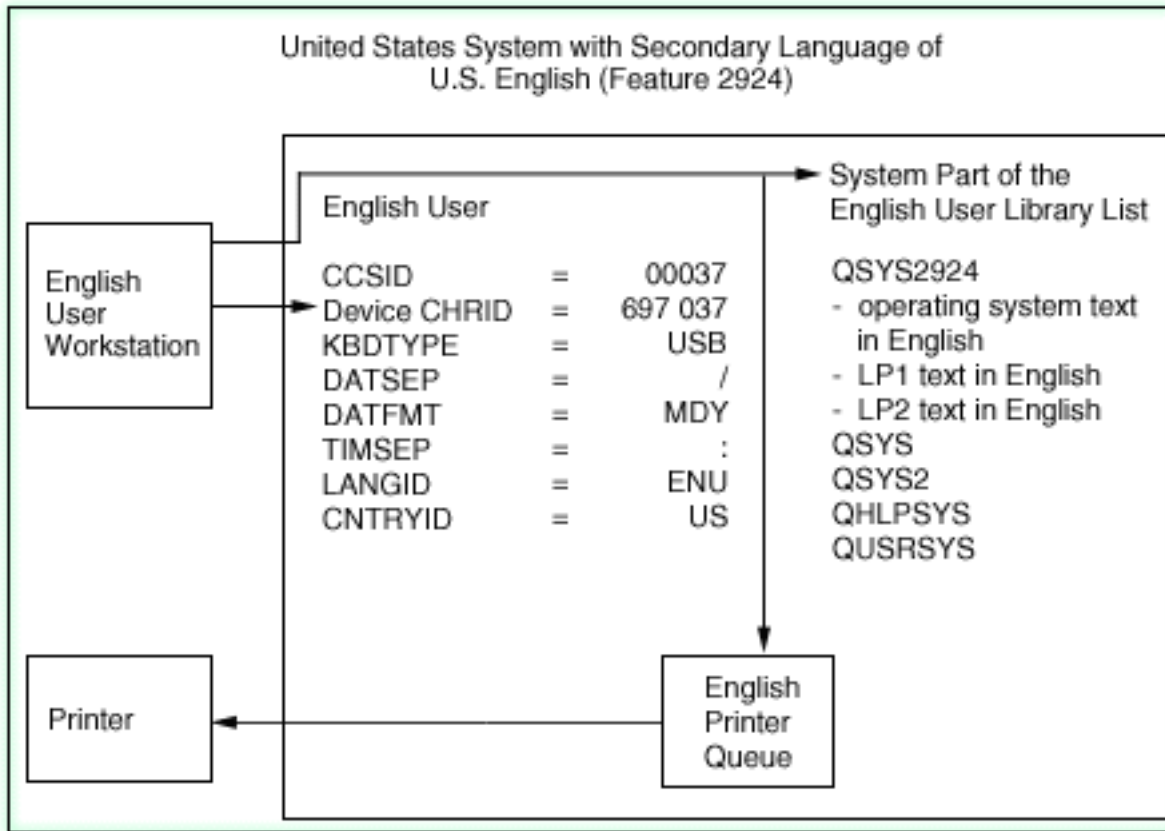 United States System with Secondary Language of
U.S. English (Feature 2924)
English
User
Workstation
English User
CCSID = 00037
Device CHRID = 697 037
KBDTYPE = USB
DATSEP = /
DATFMT = MDY
TIMSEP = :
LANGID = ENU
CNTRYID = US
System Part of the
English User Library List
QSYS2924
- operating system text
in English
- LP1 text in English
- LP2 text in English
QSYS
QSYS2
QHLPSYS
QUSRSYS
Printer
English
Printer
Queue